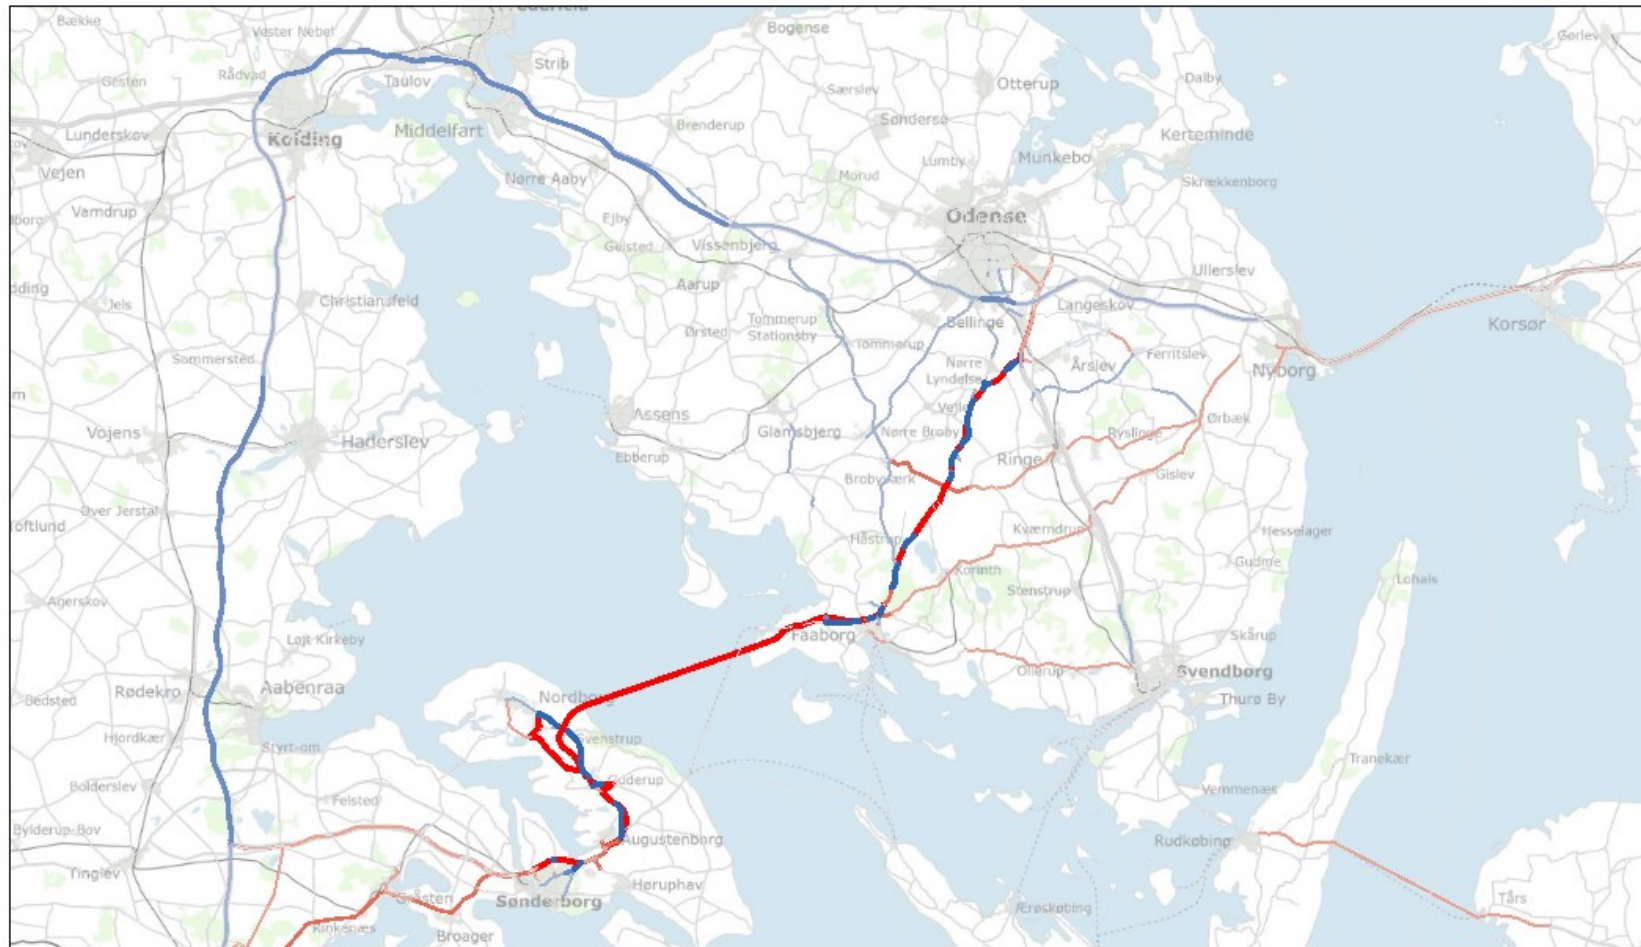 Bække
Vester Nebel
Bogense
Gørlev
Gesten
Rådvad
Taulov
Strib
Otterup
Dalby
Særslev
Lunderskov
Kolding
Middelfart
Brenderup
Søndersø
Kerteminde
Vejen
Nørre Aaby
Morud
Lumby
Munkebo
Skrækkenborg
Vamdrup
Ejby
Odense
Gelsted
Vissenbjerg
Ullerslev
Jels
Christiansfeld
Aarup
Langeskov
Ørsted
Tommerup
Stationsby
Bellinge
Korsør
Sommersted
Tommerup
Nørre
Lyndelse
Årslev
Ferritslev
Nyborg
Vojens
Haderslev
Assens
Glamsbjerg
Vejle
Nørre Broby
Ryslinge
Ørbæk
Ebberup
Ringe
Gislev
Over Jerstal
Toftlund
Håstrup
Kværndrup
Hesselager
Korinth
Stenstrup
Gudme
Lohals
Agerskov
Løjt Kirkeby
Faaborg
Skårup
Rødekro
Aabenraa
Nordborg
Ollerup
Svendborg
Thurø By
Bedsted
Hjordkær
Styrt-om
Svenstrup
Tranekær
Bolderslev
Felsted
Guderup
Vemmenæs
Bylderup-Bov
Augustenborg
Rudkøbing
Tinglev
Gråsten
Sønderborg
Høruphav
Ærøskøbing
Tårs
Rinkenæs
Broager